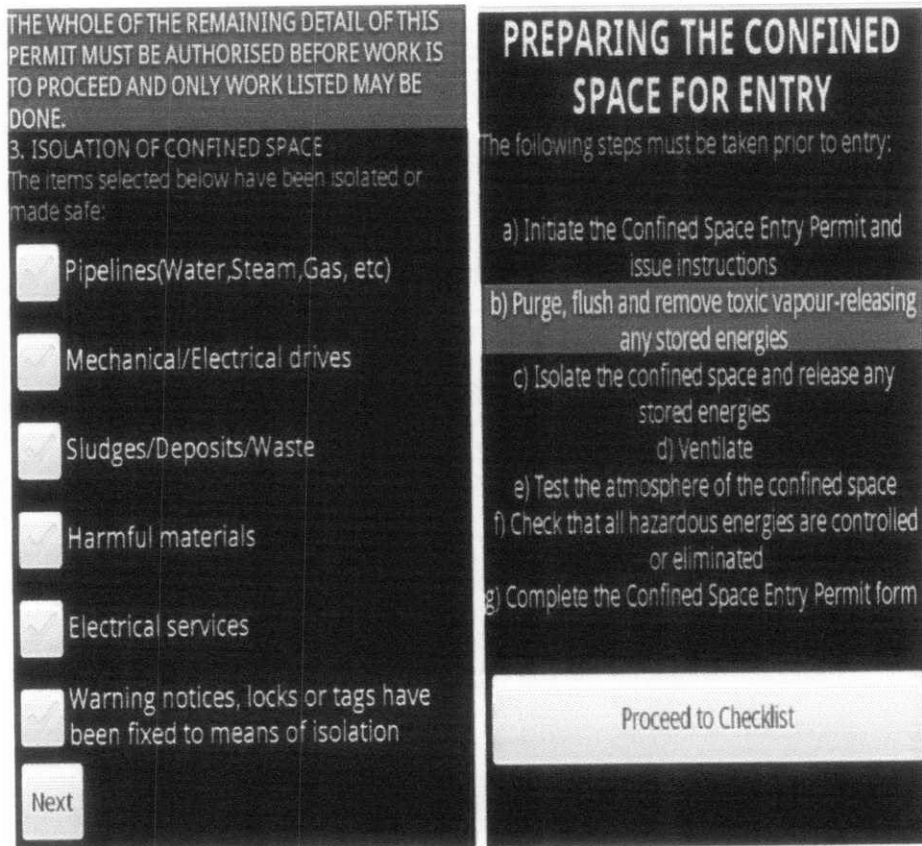 THE WHOLE OF THE REMAINING DETAIL OF THIS
PERMIT MUST BE AUTHORISED BEFORE WORK IS
TO PROCEED AND ONLY WORK LISTED MAY BE
DONE.
3. ISOLATION OF CONFINED SPACE
The items selected below have been isolated or
made safe:
Pipelines(Water,Steam,Gas, etc)
Mechanical/Electrical drives
Sludges/Deposits/Waste
Harmful materials
Electrical services
Warning notices, locks or tags have
been fixed to means of isolation
Next
PREPARING THE CONFINED
SPACE FOR ENTRY
The following steps must be taken prior to entry:
a) Initiate the Confined Space Entry Permit and
issue instructions
b) Purge, flush and remove toxic vapour-releasing
any stored energies
c) Isolate the confined space and release any
stored energies
d) Ventilate
e) Test the atmosphere of the confined space
f) Check that all hazardous energies are controlled
or eliminated
g) Complete the Confined Space Entry Permit form
Proceed to Checklist